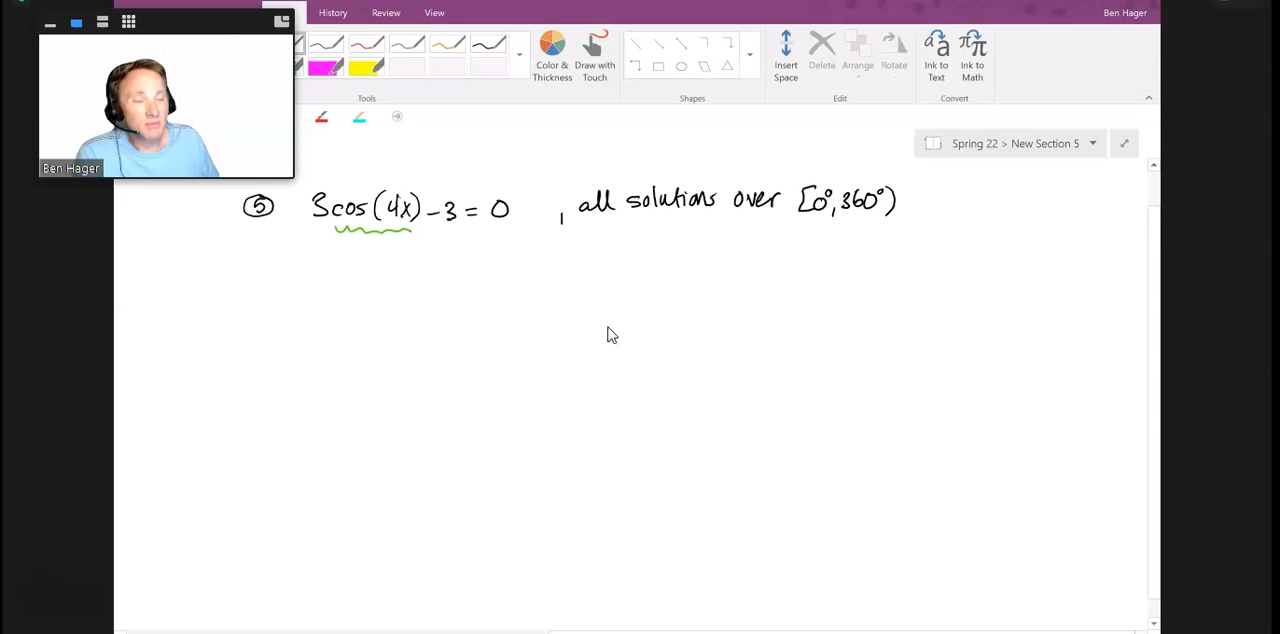 History Review View Ben Hager
Color & Thickness
Draw with Touch
Insert Space
Delete
Arrange
Rotate
Ink to Text
Ink to Math
Tools Shapes Edit Convert
Spring 22 > New Section 5
Ben Hager
⑤ 3cos(4x) - 3 = 0 , all solutions over [0°, 360°)